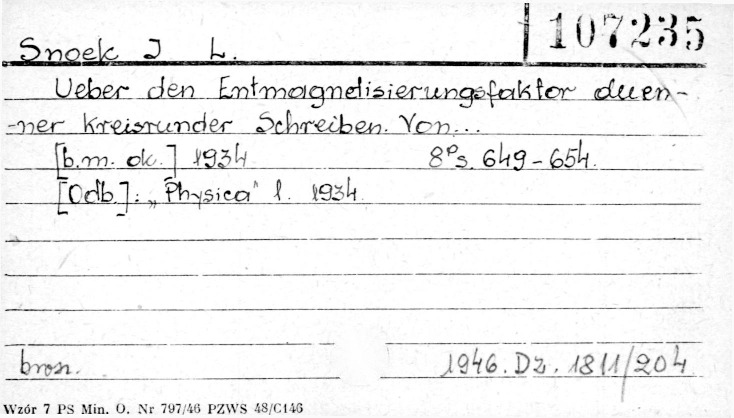 107235
Snoek J L.
Ueber den Entmagnetisierungsfaktor duen-
-ner Kreisrunder Schreiben. Von...
[b.m. dr.] 1934 8° s. 649-654.
[Odb.]: „Physica" 1. 1934.
bron. 1946. Dz. 1811/204
Wzór 7 PS Min. O. Nr 797/46 PZWS 48/C146